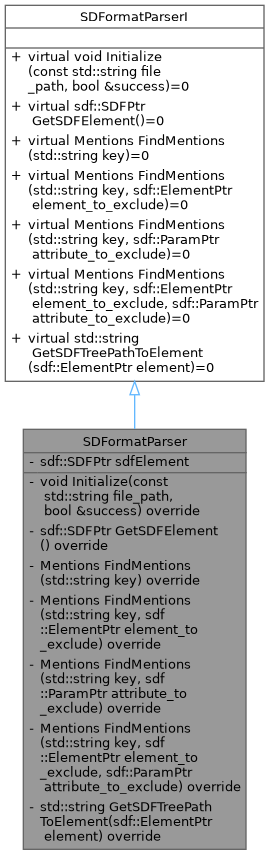 SDFormatParserI
+ virtual void Initialize
(const std::string file
_path, bool &success)=0
+ virtual sdf::SDFPtr
GetSDFElement()=0
+ virtual Mentions FindMentions
(std::string key)=0
+ virtual Mentions FindMentions
(std::string key, sdf::ElementPtr
element_to_exclude)=0
+ virtual Mentions FindMentions
(std::string key, sdf::ParamPtr
attribute_to_exclude)=0
+ virtual Mentions FindMentions
(std::string key, sdf::ElementPtr
element_to_exclude, sdf::ParamPtr
attribute_to_exclude)=0
+ virtual std::string
GetSDFTreePathToElement
(sdf::ElementPtr element)=0
SDFormatParser
- sdf::SDFPtr sdfElement
- void Initialize(const
std::string file_path,
bool &success) override
- sdf::SDFPtr GetSDFElement
() override
- Mentions FindMentions
(std::string key) override
- Mentions FindMentions
(std::string key, sdf
::ElementPtr element_to
_exclude) override
- Mentions FindMentions
(std::string key, sdf
::ParamPtr attribute_to
_exclude) override
- Mentions FindMentions
(std::string key, sdf
::ElementPtr element_to
_exclude, sdf::ParamPtr
attribute_to_exclude) override
- std::string GetSDFTreePath
ToElement(sdf::ElementPtr
element) override